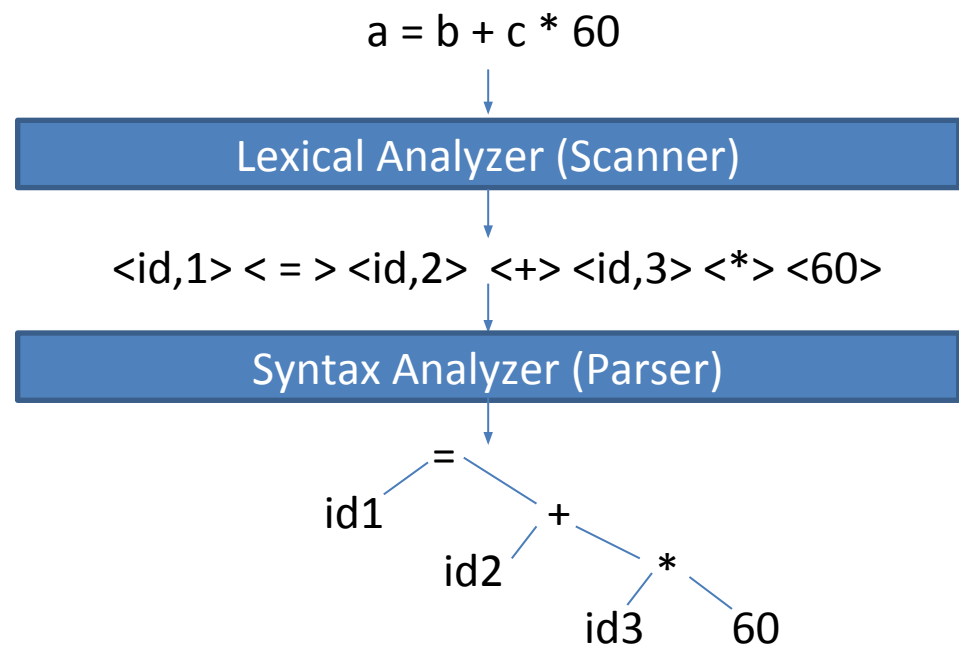 a = b + c * 60
Lexical Analyzer (Scanner)
<id,1> < = > <id,2> <+> <id,3> <*> <60>
Syntax Analyzer (Parser)
=
id1
+
id2
*
id3 60